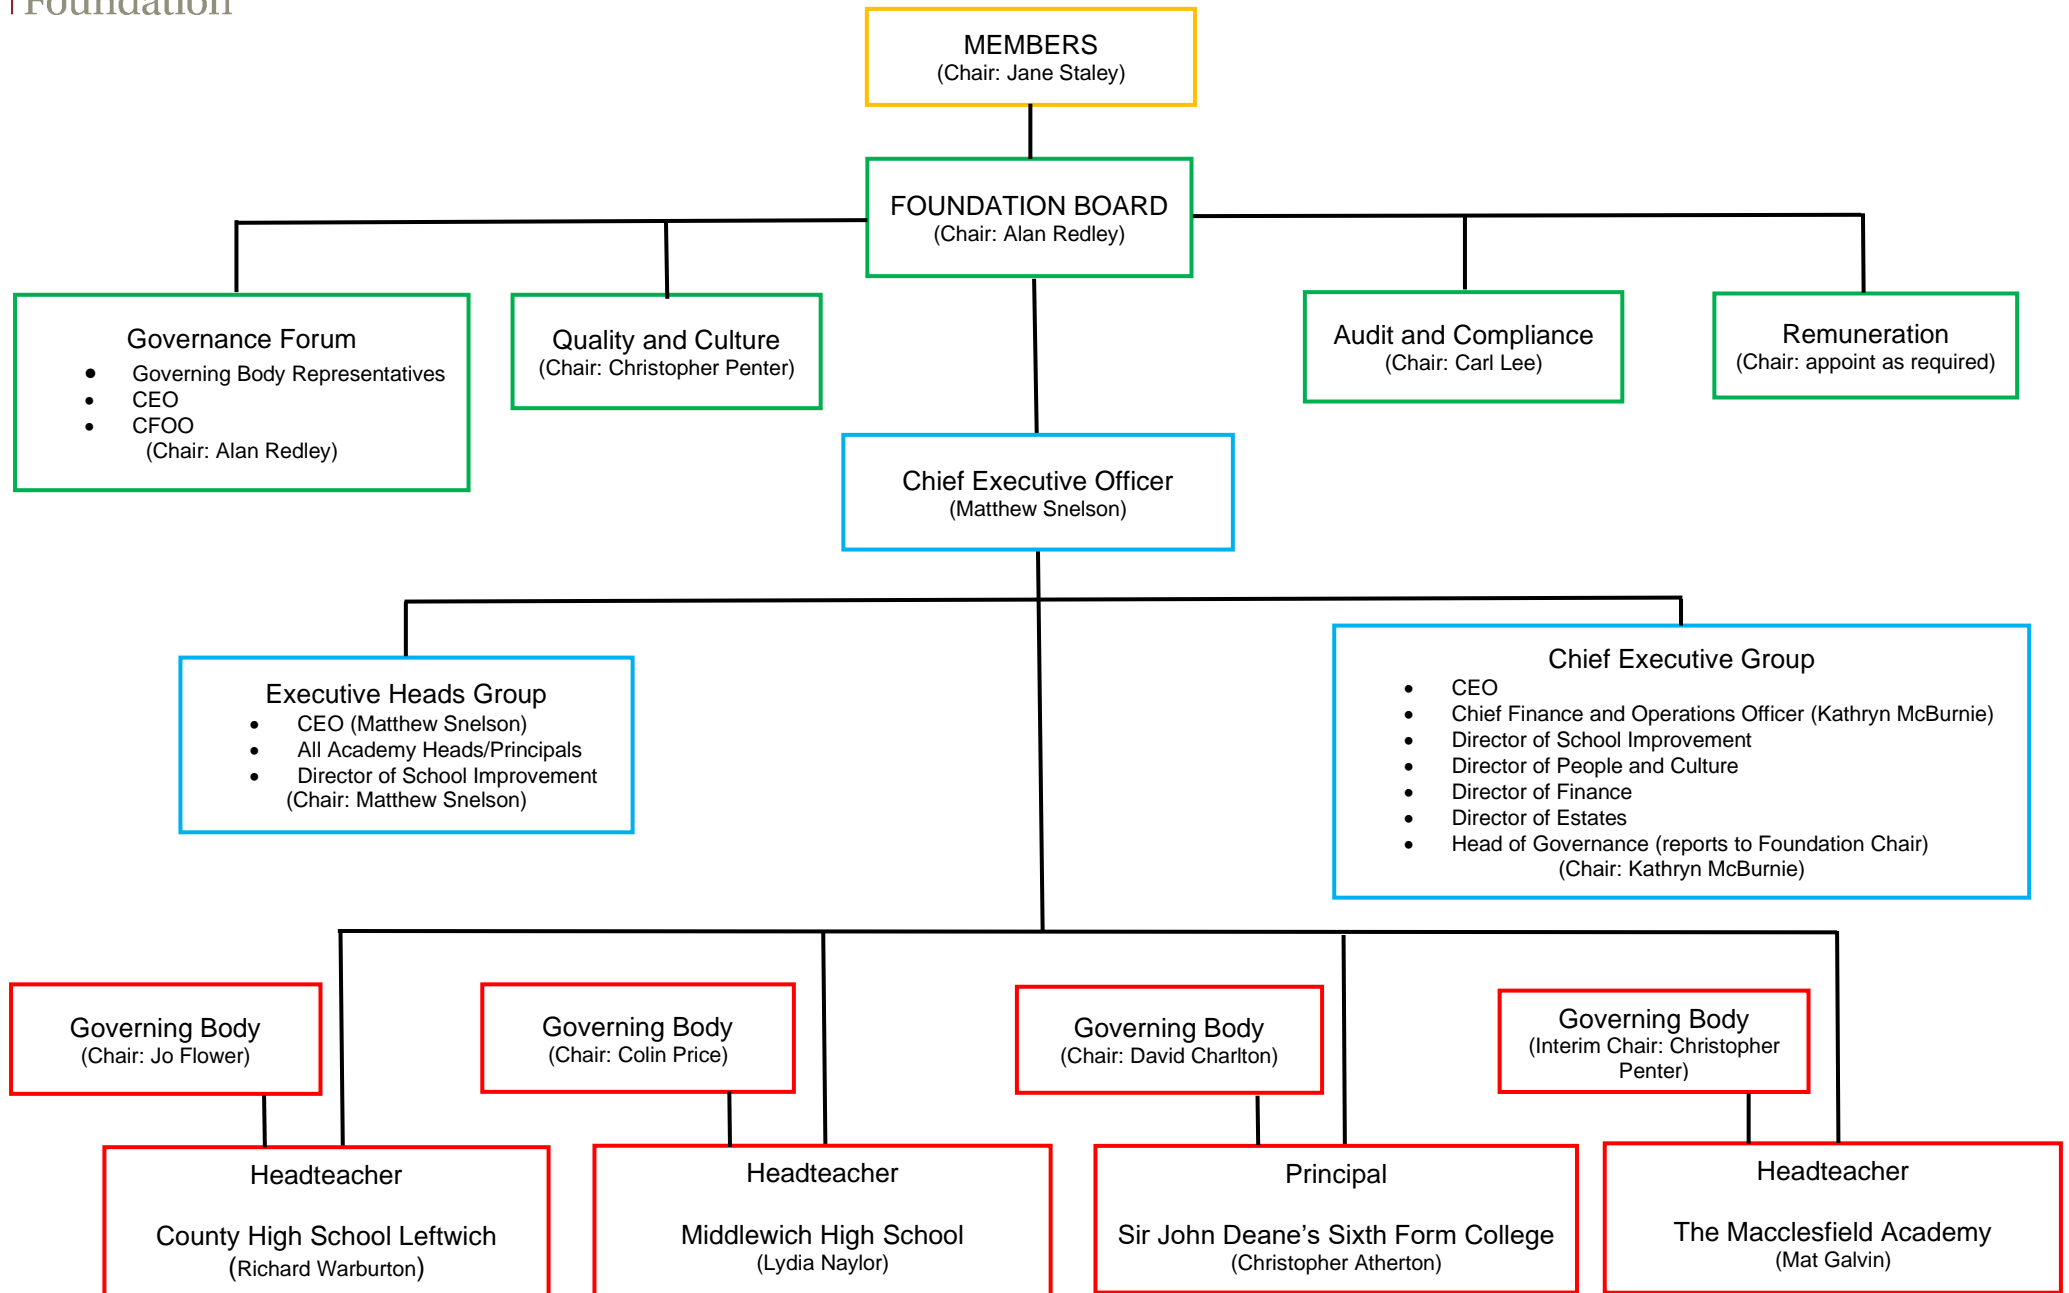 Foundation
MEMBERS
(Chair: Jane Staley)
FOUNDATION BOARD
(Chair: Alan Redley)
Governance Forum
• Governing Body Representatives
• CEO
• CFOO
(Chair: Alan Redley)
Quality and Culture
(Chair: Christopher Penter)
Audit and Compliance
(Chair: Carl Lee)
Remuneration
(Chair: appoint as required)
Chief Executive Officer
(Matthew Snelson)
Executive Heads Group
• CEO (Matthew Snelson)
• All Academy Heads/Principals
• Director of School Improvement
(Chair: Matthew Snelson)
Chief Executive Group
• CEO
• Chief Finance and Operations Officer (Kathryn McBurnie)
• Director of School Improvement
• Director of People and Culture
• Director of Finance
• Director of Estates
• Head of Governance (reports to Foundation Chair)
(Chair: Kathryn McBurnie)
Governing Body
(Chair: Jo Flower)
Governing Body
(Chair: Colin Price)
Governing Body
(Chair: David Charlton)
Governing Body
(Interim Chair: Christopher
Penter)
Headteacher
County High School Leftwich
(Richard Warburton)
Headteacher
Middlewich High School
(Lydia Naylor)
Principal
Sir John Deane’s Sixth Form College
(Christopher Atherton)
Headteacher
The Macclesfield Academy
(Mat Galvin)